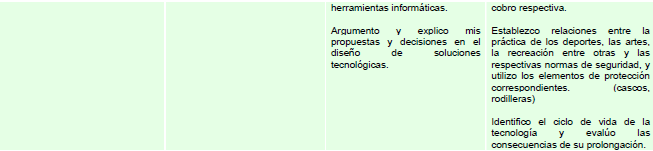 herramientas informáticas.
Argumento y explico mis
propuestas y decisiones en el
diseño de soluciones
tecnológicas.
cobro respectiva.
Establezco relaciones entre la
práctica de los deportes, las artes,
la recreación entre otras y las
respectivas normas de seguridad, y
utilizo los elementos de protección
correspondientes. (cascos,
rodilleras)
Identifico el ciclo de vida de la
tecnología y evalúo las
consecuencias de su prolongación.